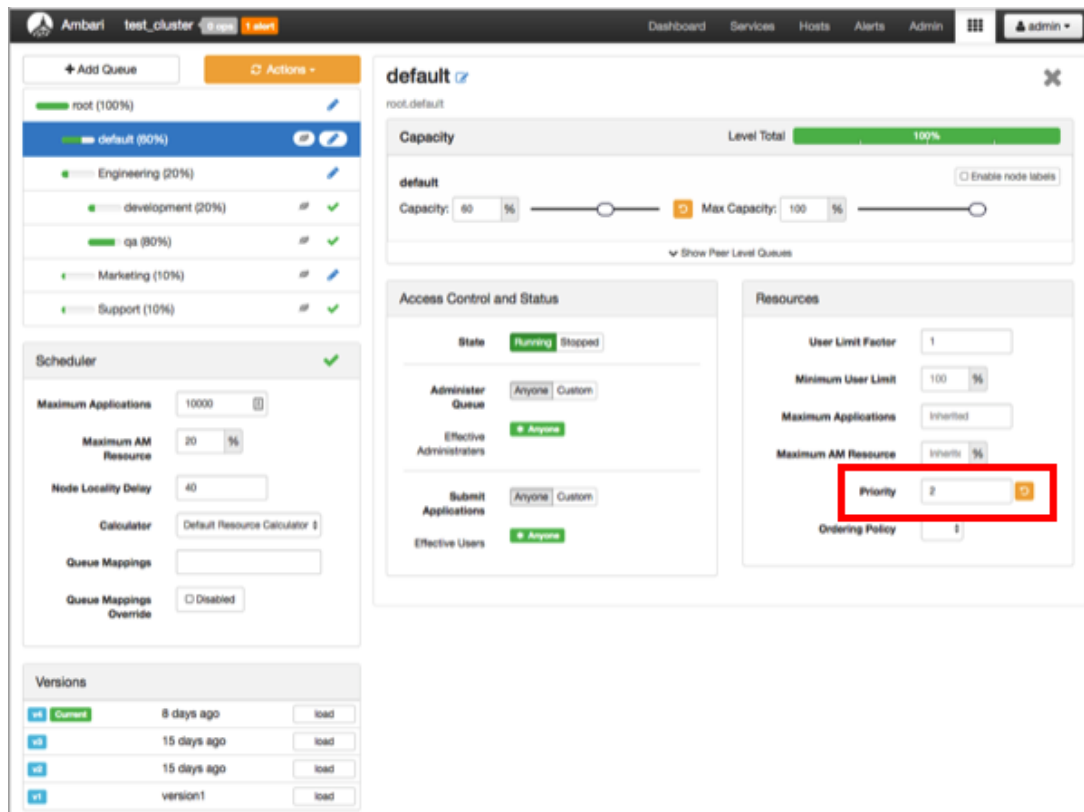 Ambari test_cluster 0 ops 1 alert Dashboard Services Hosts Alerts Admin admin
Add Queue Actions
root (100%)
default (60%)
Engineering (20%)
development (20%)
qa (80%)
Marketing (10%)
Support (10%)
Scheduler
Maximum Applications 10000
Maximum AM Resource 20 %
Node Locality Delay 40
Calculator Default Resource Calculator
Queue Mappings
Queue Mappings Override Disabled
Versions
v4 Current 8 days ago load
v3 15 days ago load
v2 15 days ago load
v1 version1 load
default
root.default
Capacity Level Total 100%
default Enable node labels
Capacity: 60 % Max Capacity: 100 %
Show Peer Level Queues
Access Control and Status
State Running Stopped
Administer Queue Anyone Custom
Effective Administraters Anyone
Submit Applications Anyone Custom
Effective Users Anyone
Resources
User Limit Factor 1
Minimum User Limit 100 %
Maximum Applications Inherited
Maximum AM Resource Inherite %
Priority 2
Ordering Policy